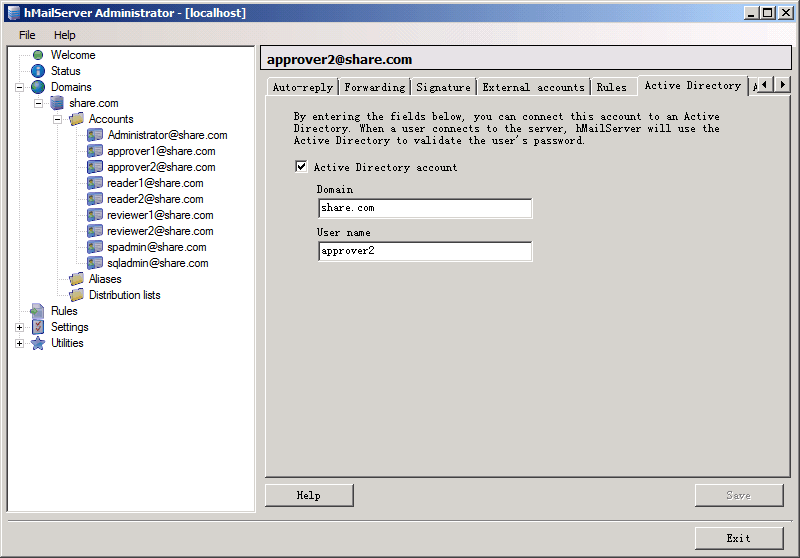 hMailServer Administrator - [localhost]
File Help
Welcome
Status
Domains
share.com
Accounts
Administrator@share.com
approver1@share.com
approver2@share.com
reader1@share.com
reader2@share.com
reviewer1@share.com
reviewer2@share.com
spadmin@share.com
sqladmin@share.com
Aliases
Distribution lists
Rules
Settings
Utilities
approver2@share.com
Auto-reply Forwarding Signature External accounts Rules Active Directory
By entering the fields below, you can connect this account to an Active
Directory. When a user connects to the server, hMailServer will use the
Active Directory to validate the user's password.
Active Directory account
Domain
share.com
User name
approver2
Help Save
Exit